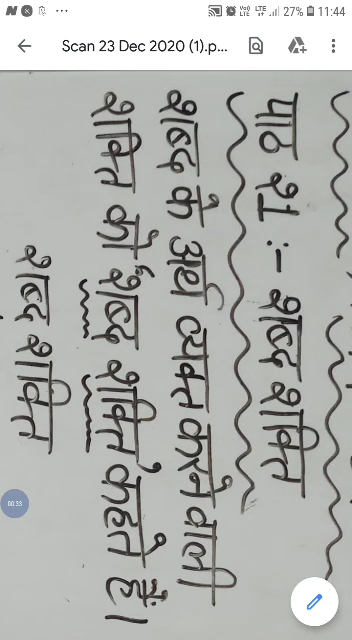 11:44
27%
Scan 23 Dec 2020 (1).p...
पाठ २1 :- शब्द शक्ति
शब्द के अर्थ व्यक्त करने वाली
शक्ति को 'शब्द शक्ति' कहते हैं।
शब्द शक्ति
00:33